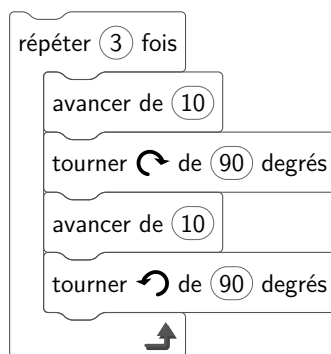 répéter 3 fois
avancer de 10
tourner ↻ de 90 degrés
avancer de 10
tourner ↺ de 90 degrés